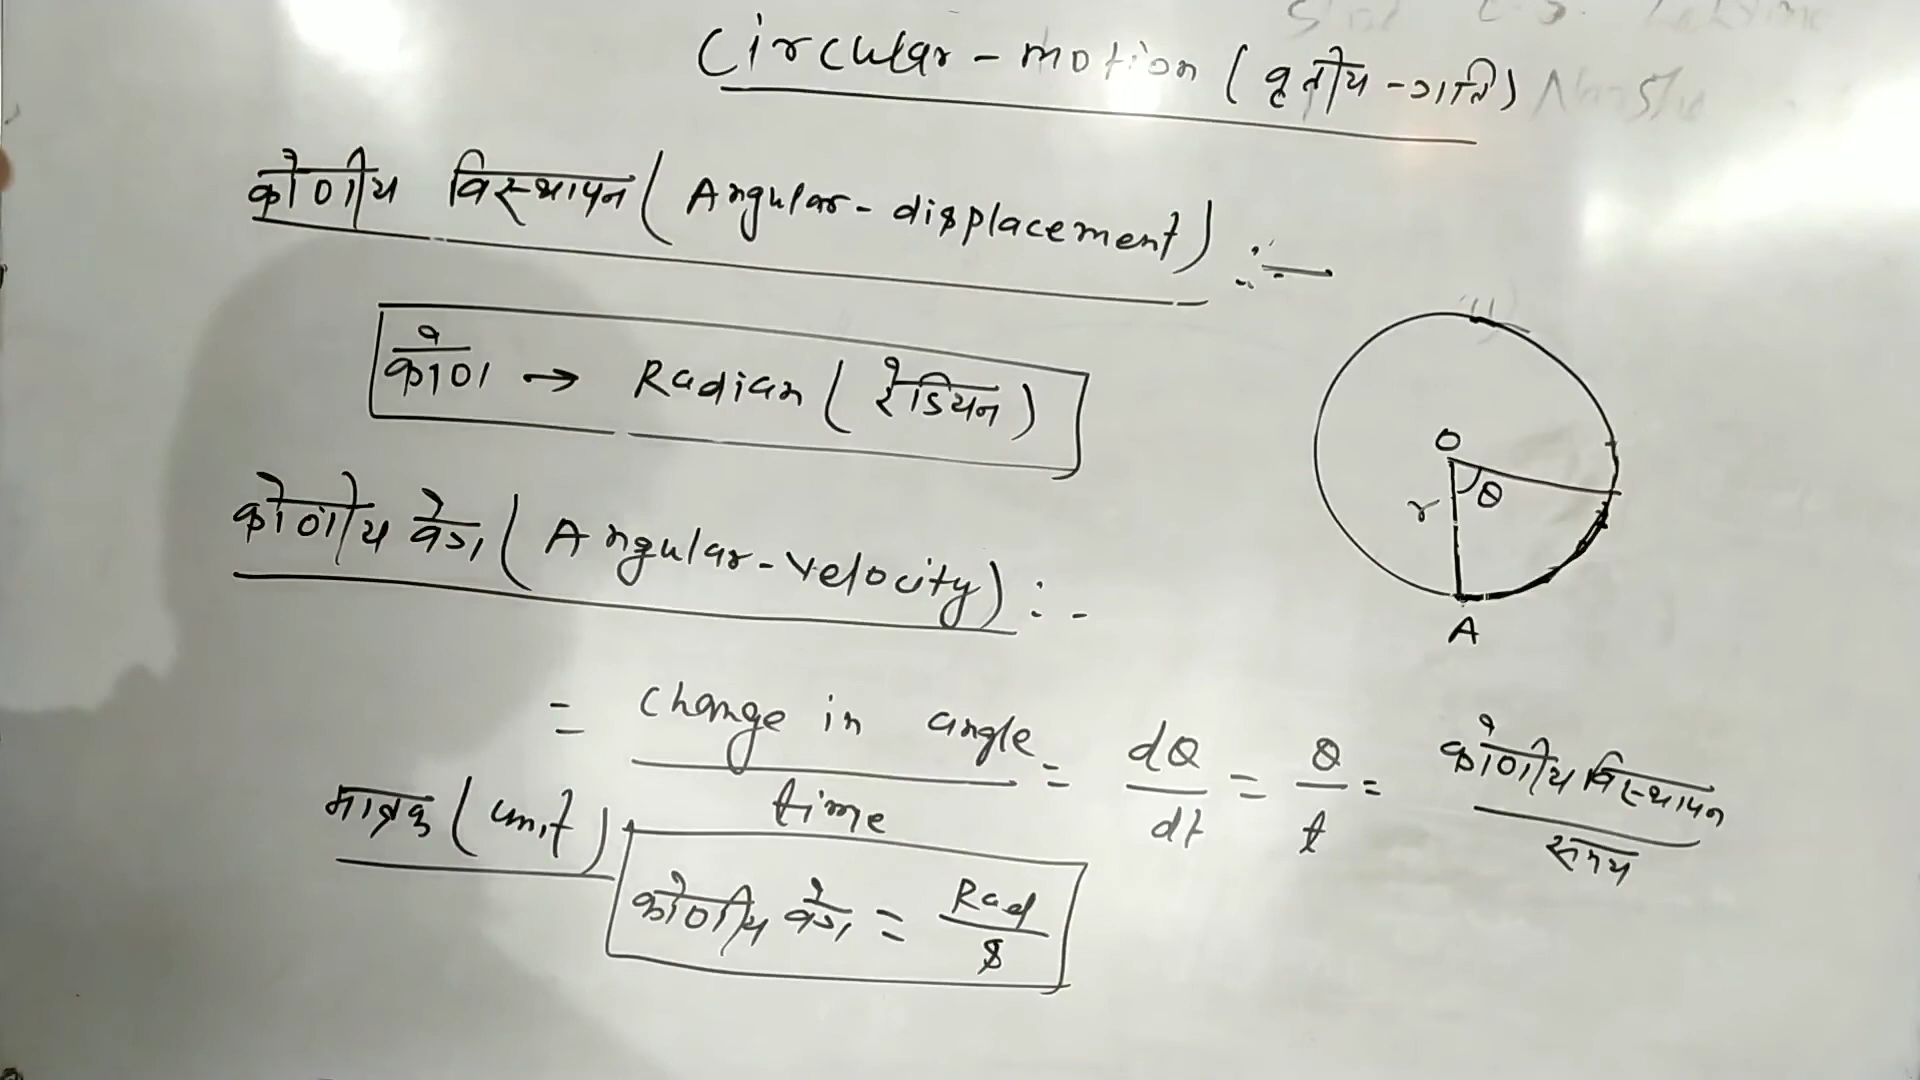 Circular-motion (वृत्तीय-गति)
कोणीय विस्थापन (Angular-displacement) :-
कोण → Radian (रेडियन)
O
r θ
A
कोणीय वेग (Angular-velocity) :-
= change in angle / time = dθ/dt = θ/t = कोणीय विस्थापन / समय
मात्रक (unit)
कोणीय वेग = Rad/s